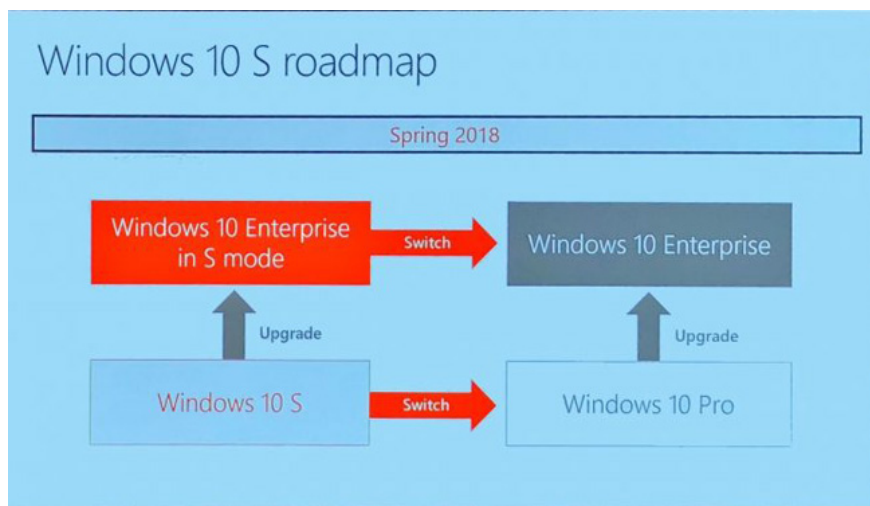 Windows 10 S roadmap
Spring 2018
Windows 10 Enterprise
in S mode
Switch
Windows 10 Enterprise
Upgrade
Upgrade
Windows 10 S
Switch
Windows 10 Pro